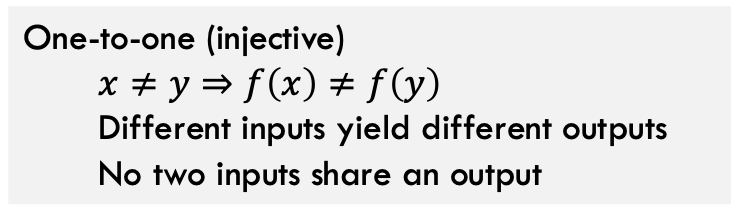 One-to-one (injective)
x ≠ y ⇒ f(x) ≠ f(y)
Different inputs yield different outputs
No two inputs share an output